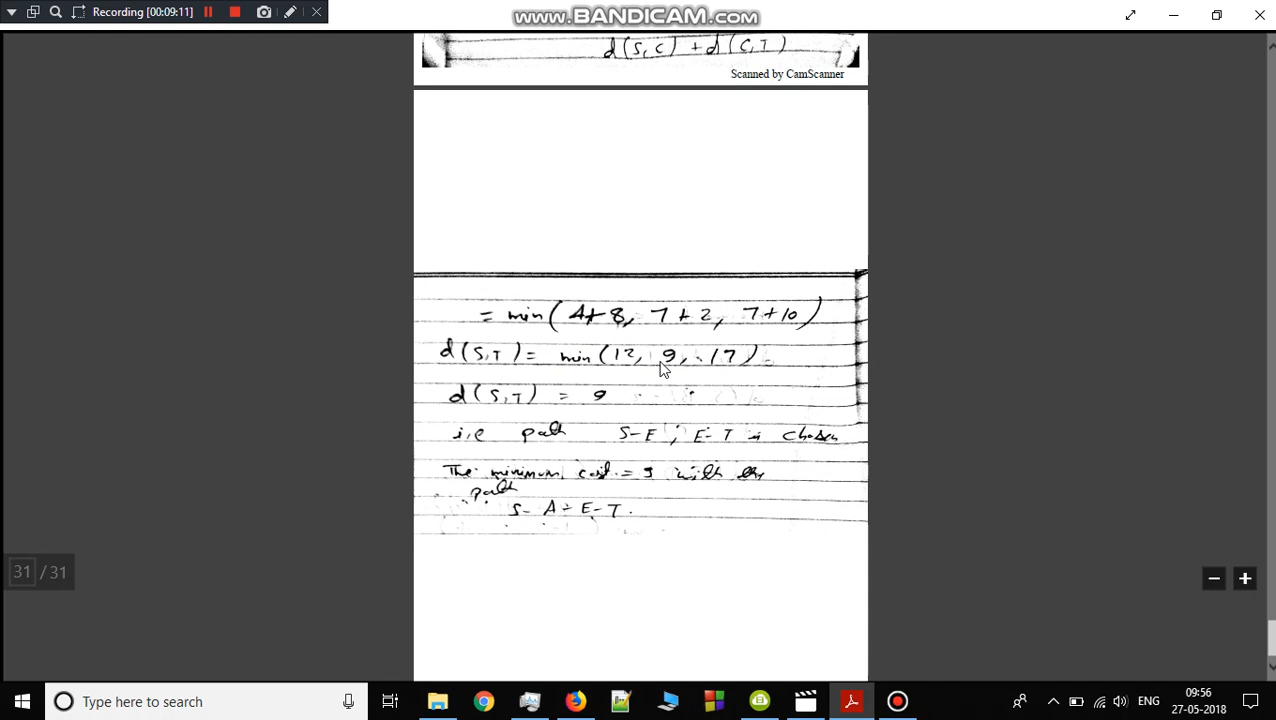 Recording [00:09:11]
www.BANDICAM.com
d(S,C) + d(C,T)
Scanned by CamScanner
= min(4+8, 7+2, 7+10)
d(S,T) = min(12, 9, 17)
d(S,T) = 9
i,e path S-E, E-T is chosen
The minimum cost = 9 with the
path
S-A-E-T.
31 / 31
Type here to search
ENG
9:56
27-05-2018